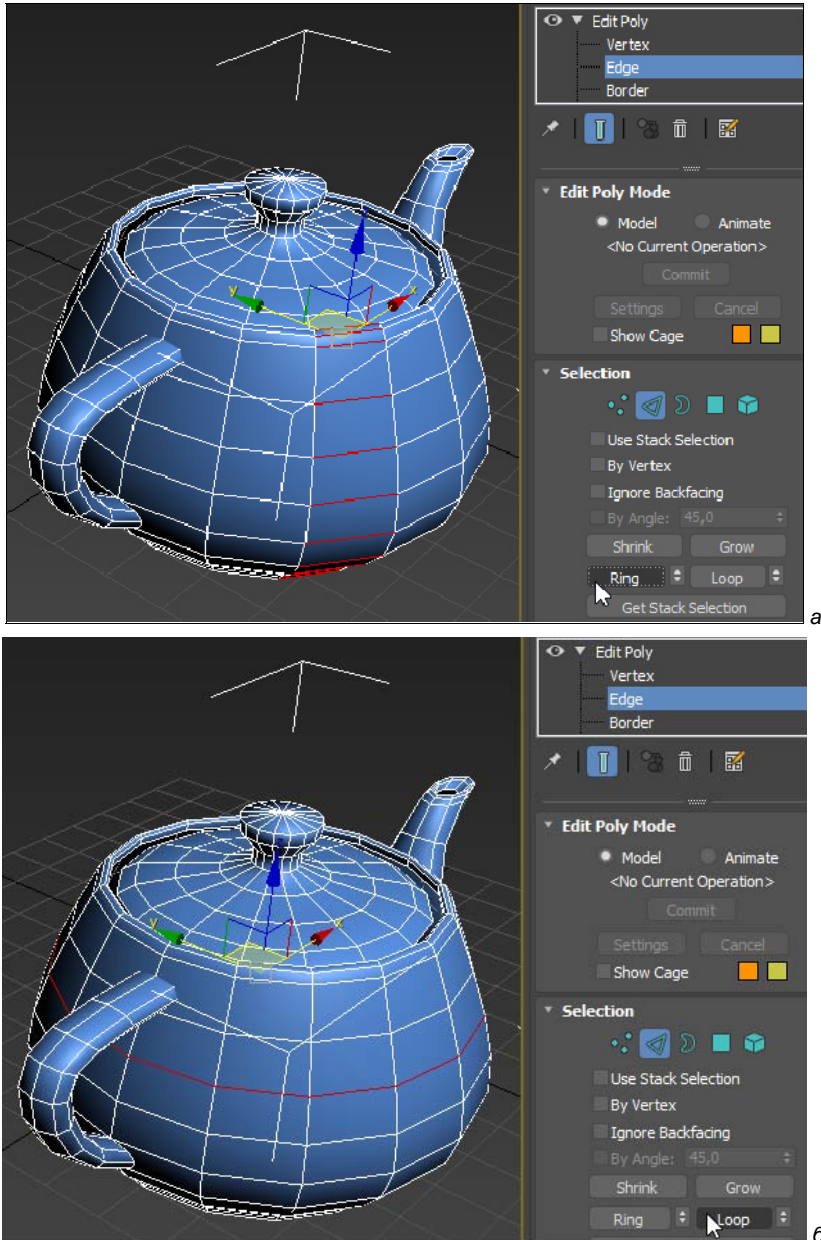 Edit Poly
Vertex
Edge
Border
Edit Poly Mode
Model Animate
<No Current Operation>
Commit
Settings Cancel
Show Cage
Selection
Use Stack Selection
By Vertex
Ignore Backfacing
By Angle: 45,0
Shrink Grow
Ring Loop
Get Stack Selection
y x
а
Edit Poly
Vertex
Edge
Border
Edit Poly Mode
Model Animate
<No Current Operation>
Commit
Settings Cancel
Show Cage
Selection
Use Stack Selection
By Vertex
Ignore Backfacing
By Angle: 45,0
Shrink Grow
Ring Loop
y x
б